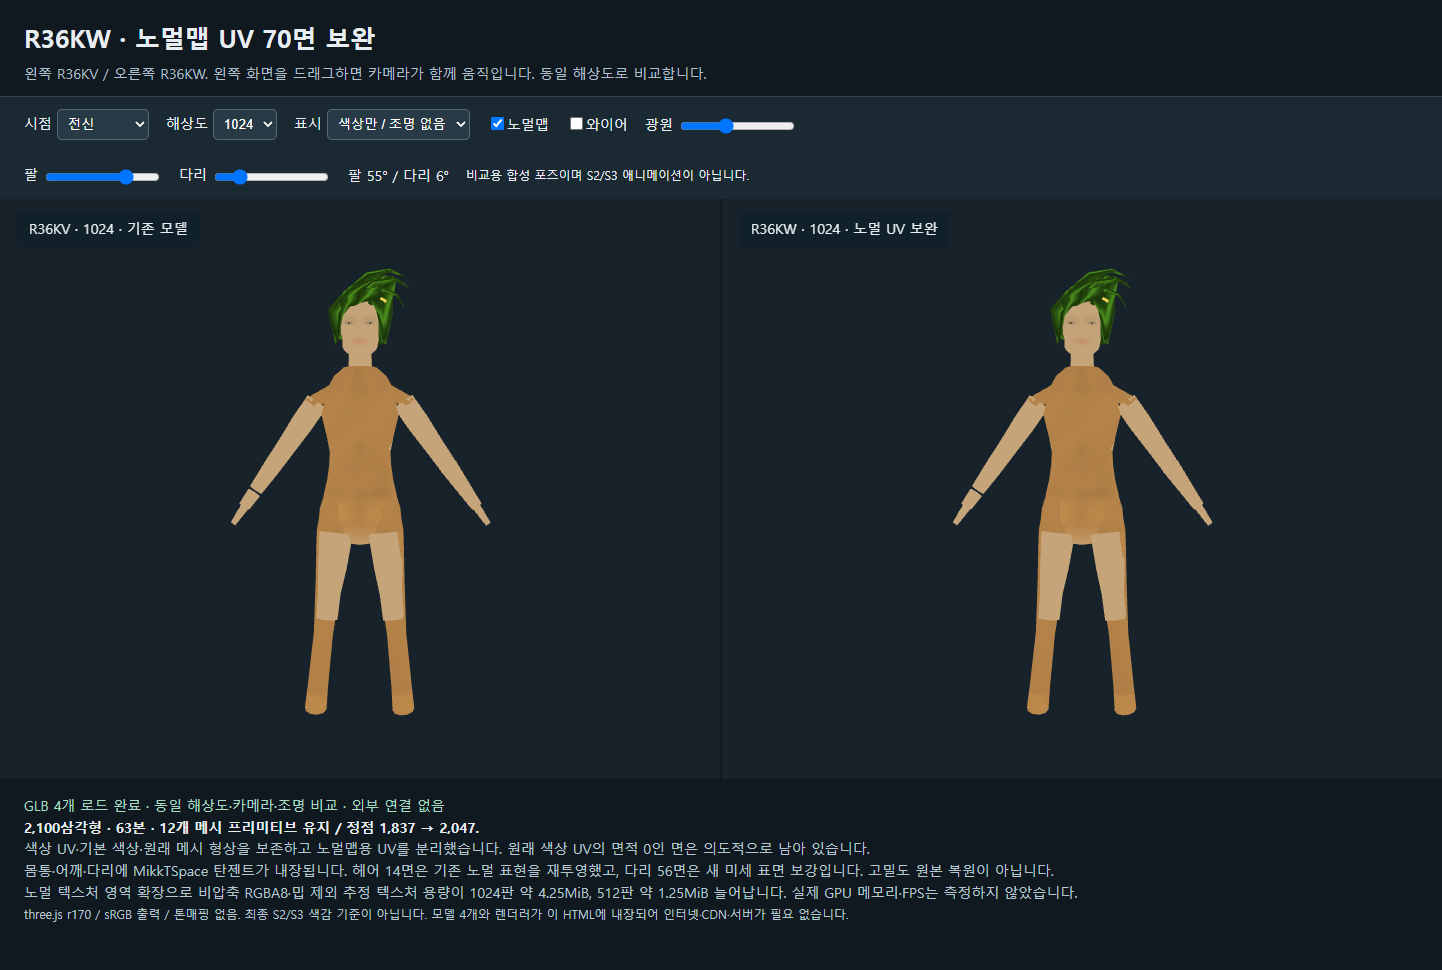 R36KW · 노멀맵 UV 70면 보완
왼쪽 R36KV / 오른쪽 R36KW. 왼쪽 화면을 드래그하면 카메라가 함께 움직입니다. 동일 해상도로 비교합니다.
시점 전신 해상도 1024 표시 색상만 / 조명 없음 노멀맵 와이어 광원
팔 다리 팔 55° / 다리 6° 비교용 합성 포즈이며 S2/S3 애니메이션이 아닙니다.
R36KV · 1024 · 기존 모델
R36KW · 1024 · 노멀 UV 보완
GLB 4개 로드 완료 · 동일 해상도·카메라·조명 비교 · 외부 연결 없음
2,100삼각형 · 63본 · 12개 메시 프리미티브 유지 / 정점 1,837 → 2,047.
색상 UV·기본 색상·원래 메시 형상을 보존하고 노멀맵용 UV를 분리했습니다. 원래 색상 UV의 면적 0인 면은 의도적으로 남아 있습니다.
몸통·어깨·다리에 MikkTSpace 탄젠트가 내장됩니다. 헤어 14면은 기존 노멀 표현을 재투영했고, 다리 56면은 새 미세 표면 보강입니다. 고밀도 원본 복원이 아닙니다.
노멀 텍스처 영역 확장으로 비압축 RGBA8·밉 제외 추정 텍스처 용량이 1024판 약 4.25MiB, 512판 약 1.25MiB 늘어납니다. 실제 GPU 메모리·FPS는 측정하지 않았습니다.
three.js r170 / sRGB 출력 / 톤매핑 없음. 최종 S2/S3 색감 기준이 아닙니다. 모델 4개와 렌더러가 이 HTML에 내장되어 인터넷·CDN·서버가 필요 없습니다.